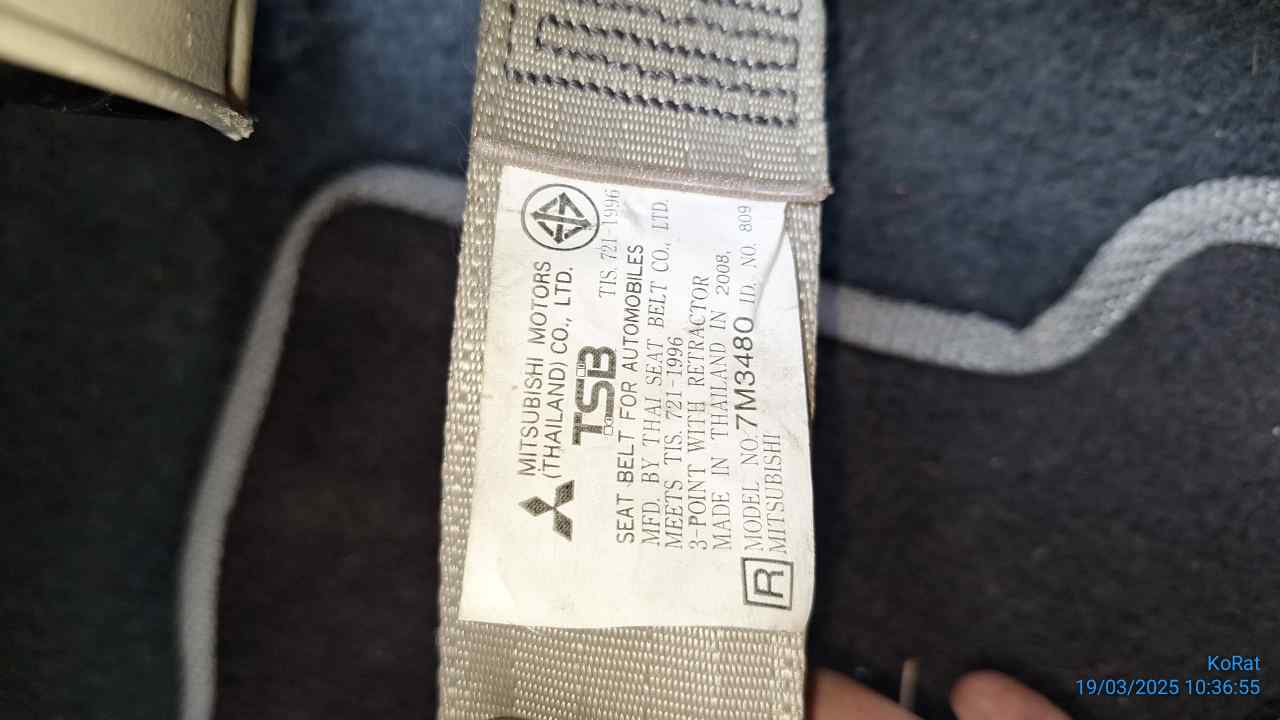 MITSUBISHI MOTORS
(THAILAND) CO., LTD.
TSB
TIS. 721-1996
SEAT BELT FOR AUTOMOBILES
MFD. BY THAI SEAT BELT CO., LTD.
MEETS TIS. 721-1996
3-POINT WITH RETRACTOR
MADE IN THAILAND IN 2008,
MODEL NO. 7M3480 ID. NO. 809
MITSUBISHI
R
KoRat
19/03/2025 10:36:55